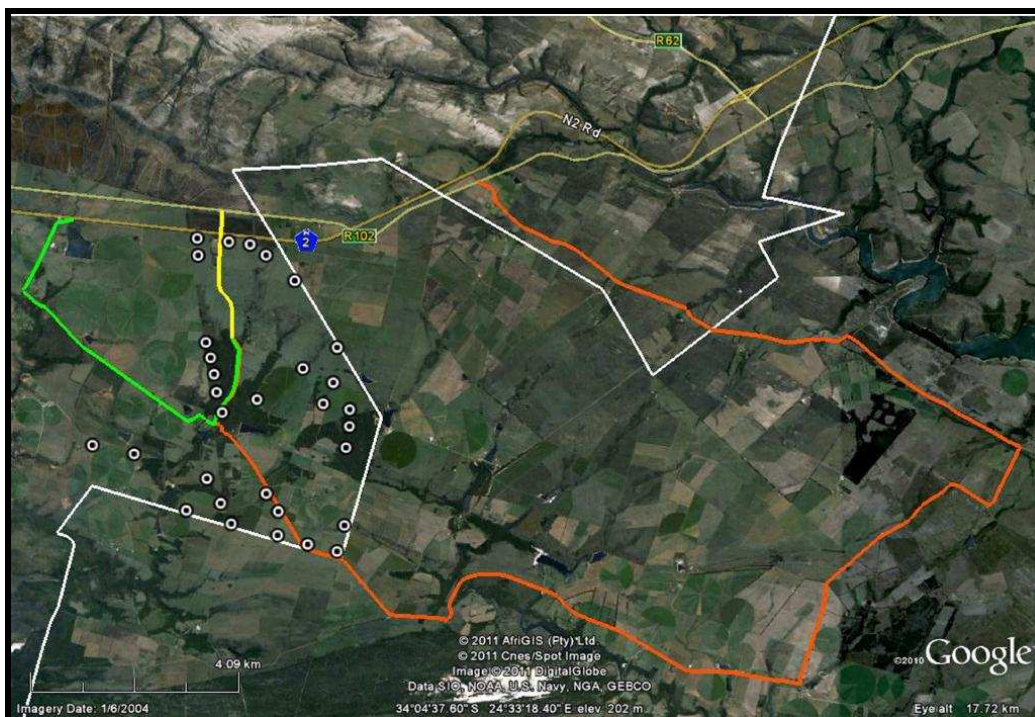 R62
N2 Rd
N
2
R102
© 2011 AfriGIS (Pty) Ltd.
© 2011 Cnes/Spot Image
Image © 2011 DigitalGlobe
Data SIO, NOAA, U.S. Navy, NGA, GEBCO
4.09 km
©2010 Google
Imagery Date: 1/6/2004
34°04'37.60" S 24°33'18.40" E elev 202 m
Eye alt 17.72 km